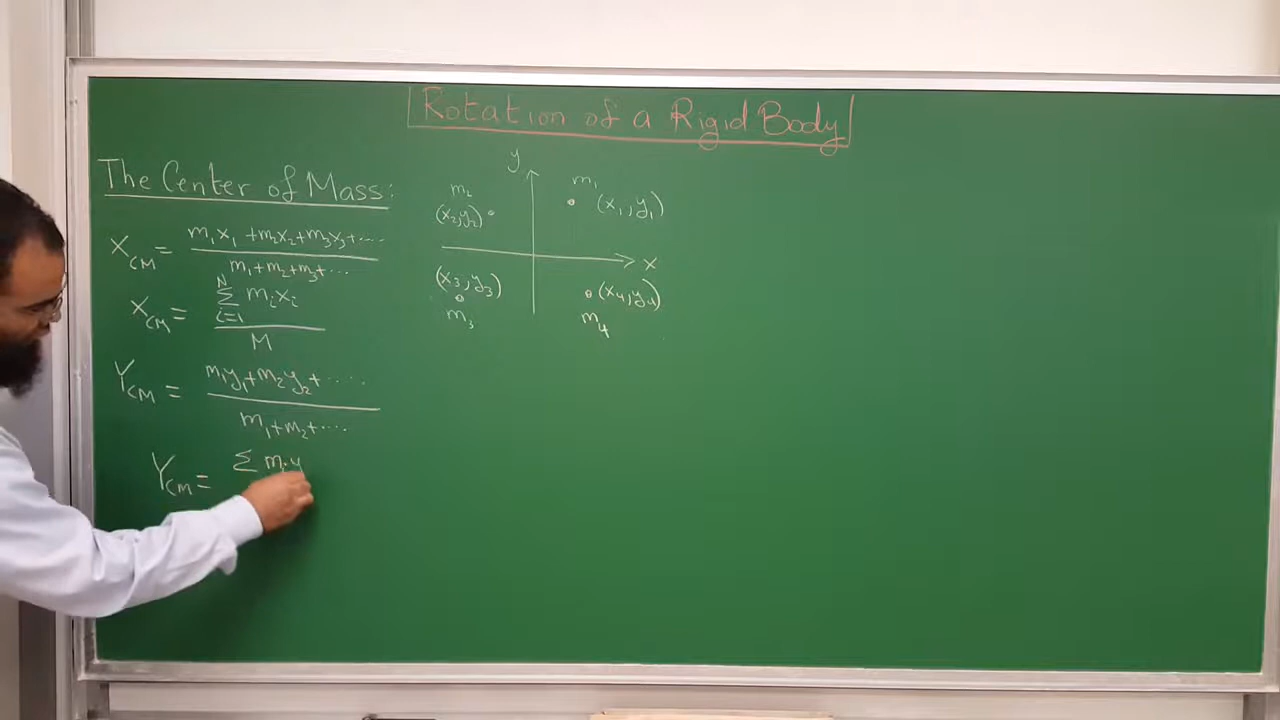 Rotation of a Rigid Body
The Center of Mass:
X_CM = (m₁x₁ + m₂x₂ + m₃x₃ + ....) / (m₁ + m₂ + m₃ + ...)
X_CM = Σ_{i=1}^{N} mᵢxᵢ / M
Y_CM = (m₁y₁ + m₂y₂ + .....) / (m₁ + m₂ + ....)
Y_CM = Σ mᵢy
y
m₂
(x₂,y₂)
m₁
(x₁,y₁)
x
(x₃,y₃)
m₃
(x₄,y₄)
m₄